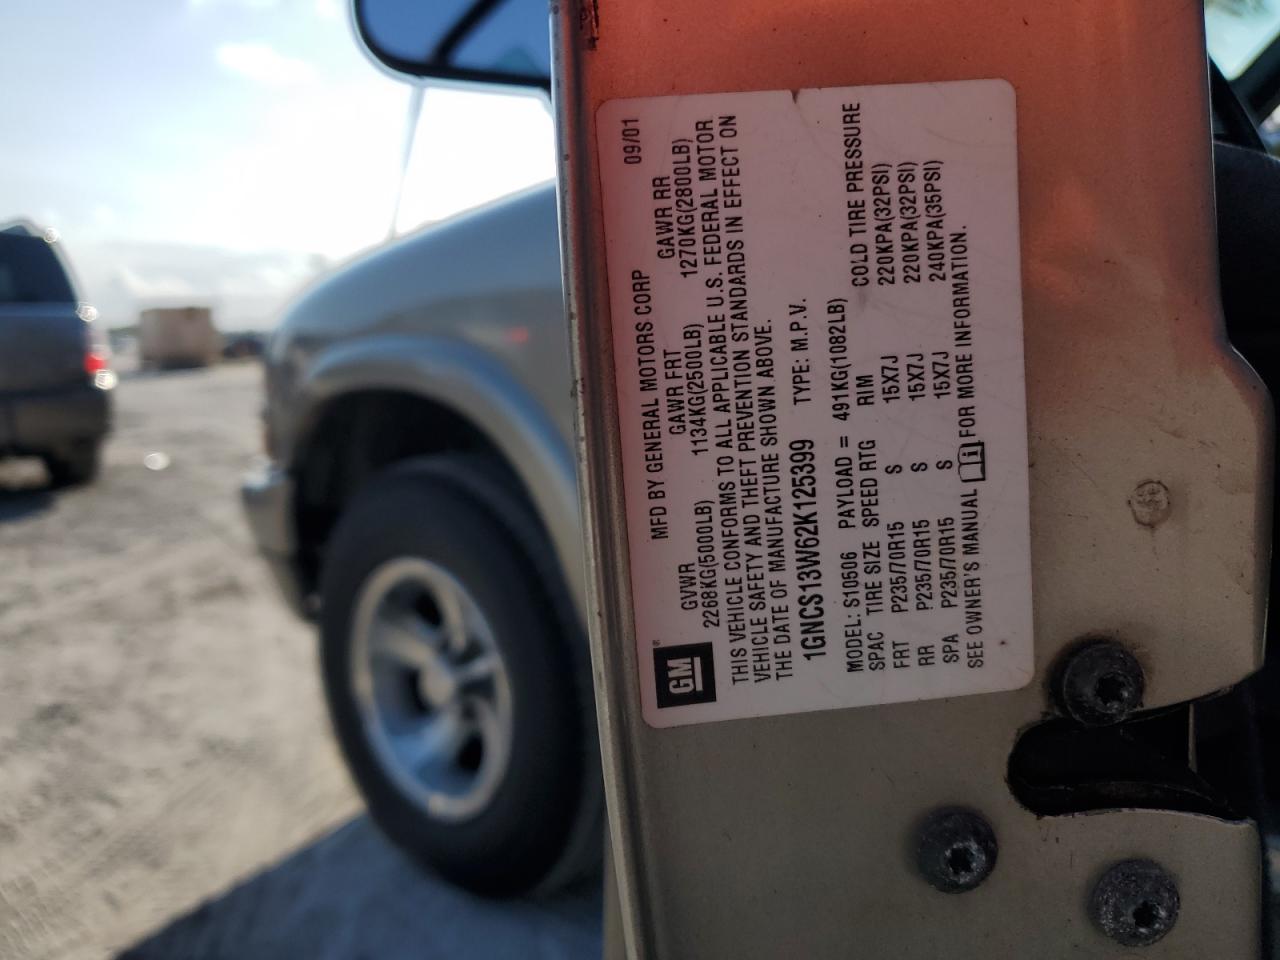 MFD BY GENERAL MOTORS CORP 09/01
GVWR GAWR FRT GAWR RR
GM® 2268KG(5000LB) 1134KG(2500LB) 1270KG(2800LB)
THIS VEHICLE CONFORMS TO ALL APPLICABLE U.S. FEDERAL MOTOR
VEHICLE SAFETY AND THEFT PREVENTION STANDARDS IN EFFECT ON
THE DATE OF MANUFACTURE SHOWN ABOVE.
1GNCS13W62K125399 TYPE: M.P.V.
MODEL: S10506 PAYLOAD = 491KG(1082LB)
SPAC TIRE SIZE SPEED RTG RIM COLD TIRE PRESSURE
FRT P235/70R15 S 15X7J 220KPA(32PSI)
RR P235/70R15 S 15X7J 220KPA(32PSI)
SPA P235/70R15 S 15X7J 240KPA(35PSI)
SEE OWNER'S MANUAL FOR MORE INFORMATION.